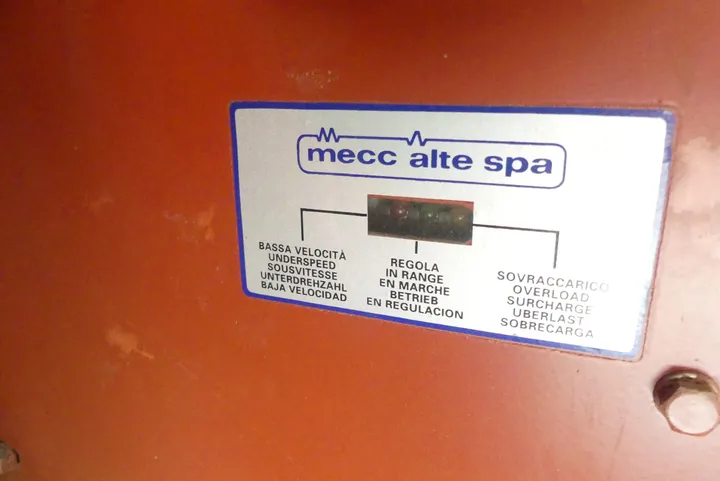 mecc alte spa
BASSA VELOCITÀ
UNDERSPEED
SOUSVITESSE
UNTERDREHZAHL
BAJA VELOCIDAD
REGOLA
IN RANGE
EN MARCHE
BETRIEB
EN REGULACION
SOVRACCARICO
OVERLOAD
SURCHARGE
UBERLAST
SOBRECARGA